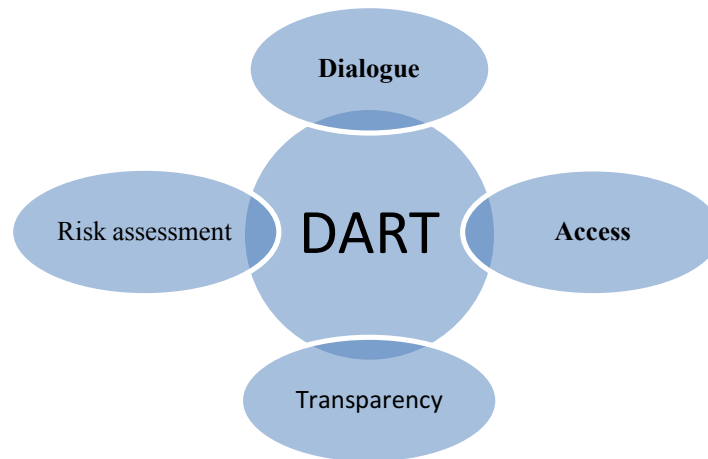 Dialogue
Risk assessment
DART
Access
Transparency